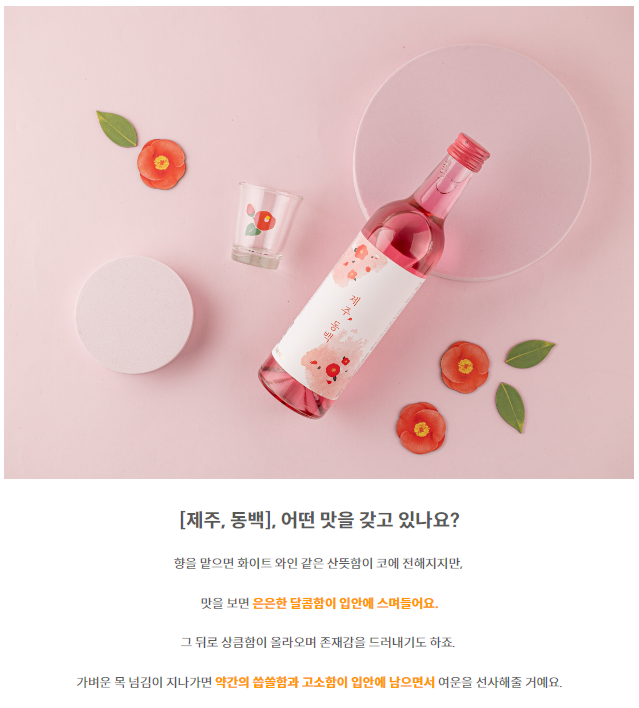 제주, 동백
[제주, 동백], 어떤 맛을 갖고 있나요?
향을 맡으면 화이트 와인 같은 산뜻함이 코에 전해지지만,
맛을 보면 은은한 달콤함이 입안에 스며들어요.
그 뒤로 상큼함이 올라오며 존재감을 드러내기도 하죠.
가벼운 목 넘김이 지나가면 약간의 씁쓸함과 고소함이 입안에 남으면서 여운을 선사해줄 거예요.